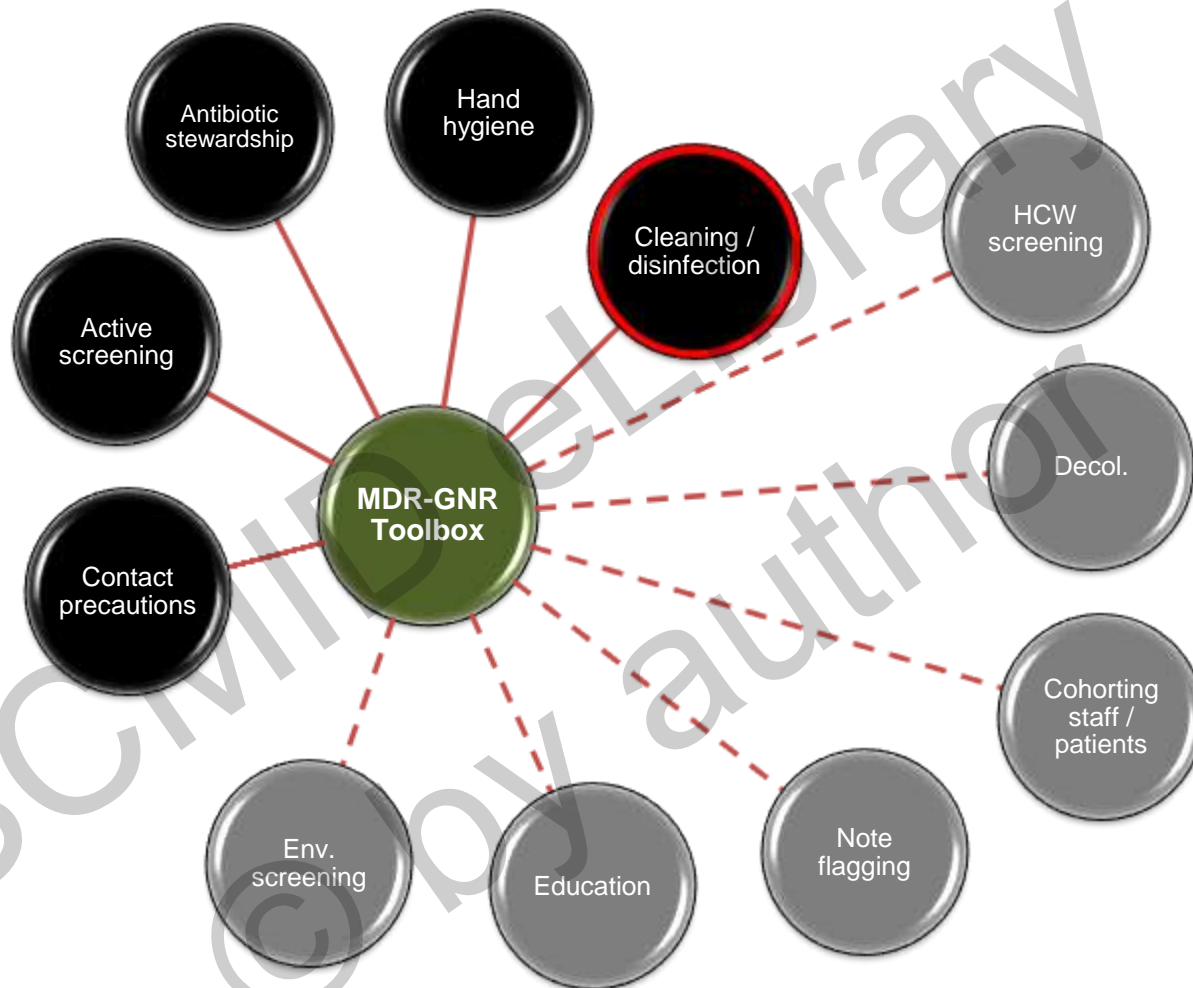 Antibiotic
stewardship
Hand
hygiene
Cleaning /
disinfection
HCW
screening
Active
screening
Decol.
MDR-GNR
Toolbox
Contact
precautions
Cohorting
staff /
patients
Env.
screening
Education
Note
flagging
ESCMID eLibrary
© by author